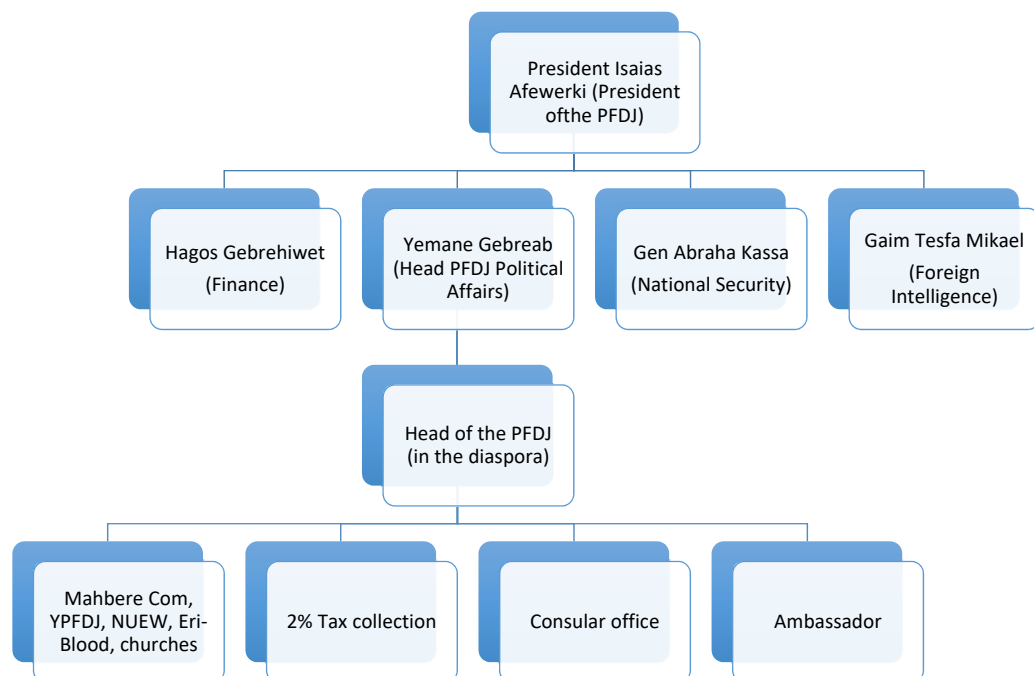 President Isaias
Afewerki (President
ofthe PFDJ)
Hagos Gebrehiwet
(Finance)
Yemane Gebreab
(Head PFDJ Political
Affairs)
Gen Abraha Kassa
(National Security)
Gaim Tesfa Mikael
(Foreign
Intelligence)
Head of the PFDJ
(in the diaspora)
Mahbere Com,
YPFDJ, NUEW, Eri-
Blood, churches
2% Tax collection
Consular office
Ambassador